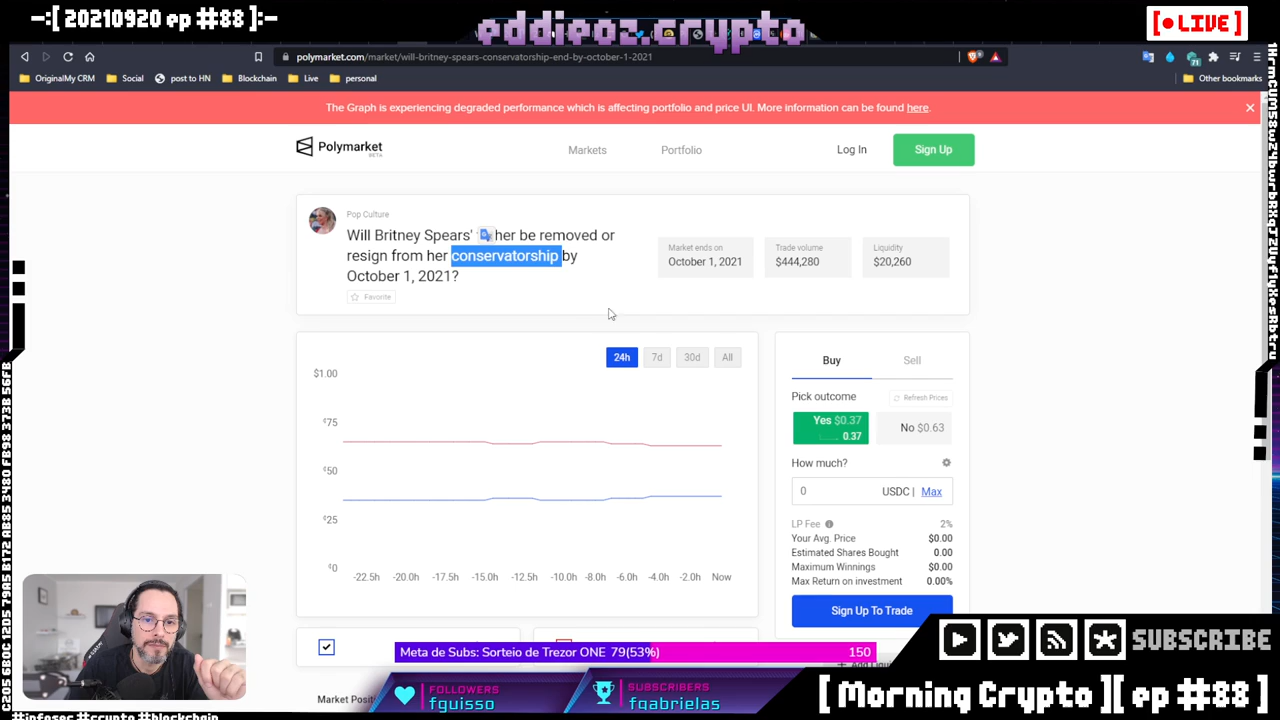 -:[ 20210920 ep #88 ]:-
eddieoz.crypto
[● LIVE]
polymarket.com/market/will-britney-spears-conservatorship-end-by-october-1-2021
OriginalMy CRM
Social
post to HN
Blockchain
Live
personal
Other bookmarks
The Graph is experiencing degraded performance which is affecting portfolio and price UI. More information can be found here.
Polymarket
BETA
Markets
Portfolio
Log In
Sign Up
Pop Culture
Will Britney Spears' her be removed or
resign from her conservatorship by
October 1, 2021?
Favorite
Market ends on
October 1, 2021
Trade volume
$444,280
Liquidity
$20,260
24h
7d
30d
All
$1.00
¢75
¢50
¢25
¢0
-22.5h
-20.0h
-17.5h
-15.0h
-12.5h
-10.0h
-8.0h
-6.0h
-4.0h
-2.0h
Now
Buy
Sell
Pick outcome
Refresh Prices
Yes $0.37
0.37
No $0.63
How much?
0
USDC |
Max
LP Fee
2%
Your Avg. Price
$0.00
Estimated Shares Bought
0.00
Maximum Winnings
$0.00
Max Return on investment
0.00%
Sign Up To Trade
Market Posit
Meta de Subs: Sorteio de Trezor ONE 79(53%)
150
FOLLOWERS
fguisso
SUBSCRIBERS
fgabrielas
SUBSCRIBE
[ Morning Crypto ][ ep #88 ]
#infosec #crypto #blockchain